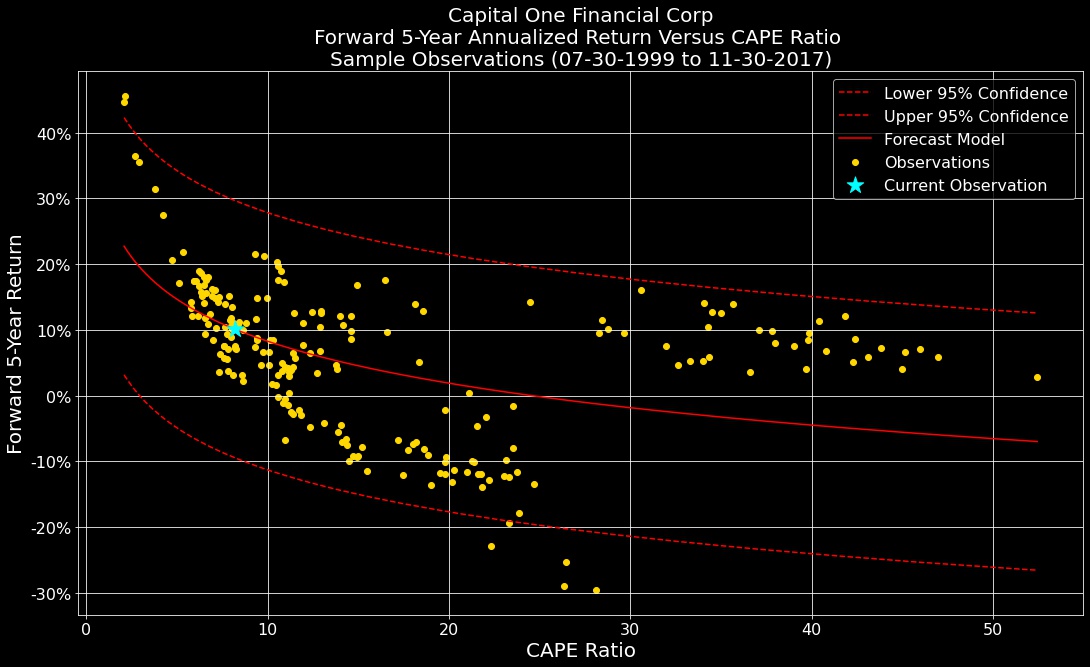 Capital One Financial Corp
Forward 5-Year Annualized Return Versus CAPE Ratio
Sample Observations (07-30-1999 to 11-30-2017)
Lower 95% Confidence
Upper 95% Confidence
Forecast Model
Observations
Current Observation
Forward 5-Year Return
40%
30%
20%
10%
0%
-10%
-20%
-30%
0 10 20 30 40 50
CAPE Ratio